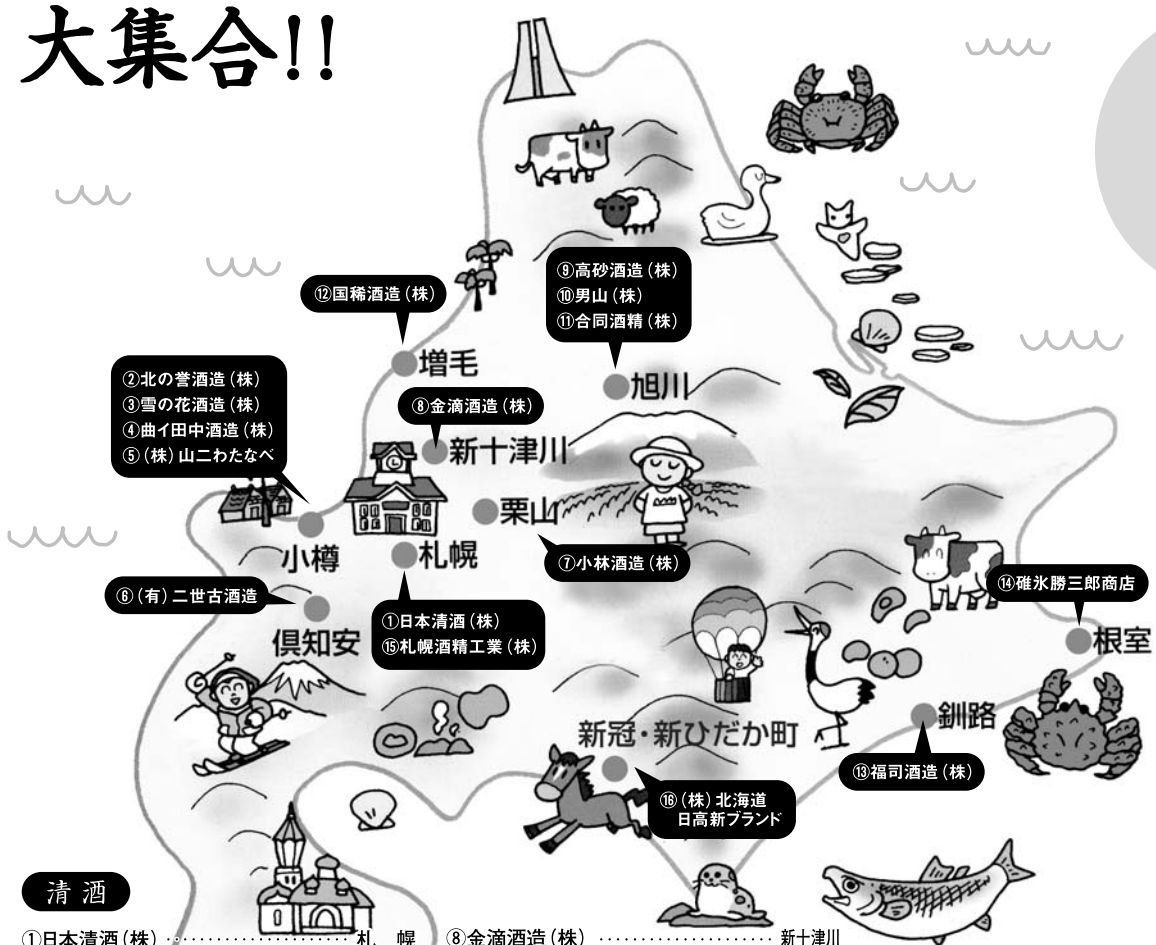 大集合!!
⑫国稀酒造(株)
増毛
⑨高砂酒造(株)
⑩男山(株)
⑪合同酒精(株)
旭川
②北の誉酒造(株)
③雪の花酒造(株)
④曲イ田中酒造(株)
⑤(株)山二わたなべ
小樽
⑧金滴酒造(株)
新十津川
栗山
⑦小林酒造(株)
札幌
①日本清酒(株)
⑮札幌酒精工業(株)
⑥(有)二世古酒造
倶知安
⑭碓氷勝三郎商店
根室
釧路
⑬福司酒造(株)
新冠・新ひだか町
⑯(株)北海道
日高新ブランド
清酒
①日本清酒(株) ······················ 札 幌
⑧金滴酒造(株) ·················· 新十津川